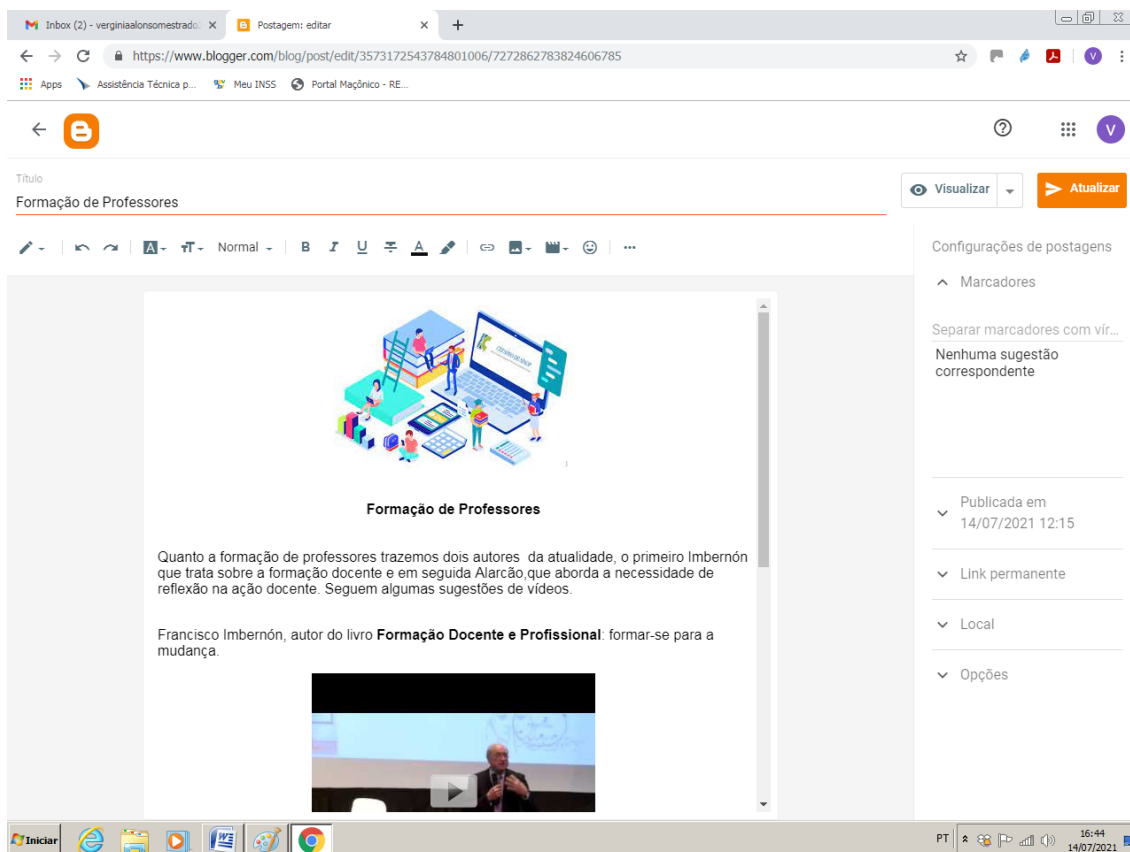 Inbox (2) - verginiaalonsomestrado2
Postagem: editar
https://www.blogger.com/blog/post/edit/3573172543784801006/7272862783824606785
V
Apps
Assistência Técnica p...
Meu INSS
Portal Maçônico - RE...
V
Título
Formação de Professores
Visualizar
Atualizar
Normal
B I U A
Configurações de postagens
Marcadores
Separar marcadores com vír...
Nenhuma sugestão
correspondente
Publicada em
14/07/2021 12:15
Link permanente
Local
Opções
Formação de Professores
Quanto a formação de professores trazemos dois autores da atualidade, o primeiro Imbernón
que trata sobre a formação docente e em seguida Alarcão,que aborda a necessidade de
reflexão na ação docente. Seguem algumas sugestões de vídeos.
Francisco Imbernón, autor do livro Formação Docente e Profissional: formar-se para a
mudança.
Iniciar
PT
16:44
14/07/2021